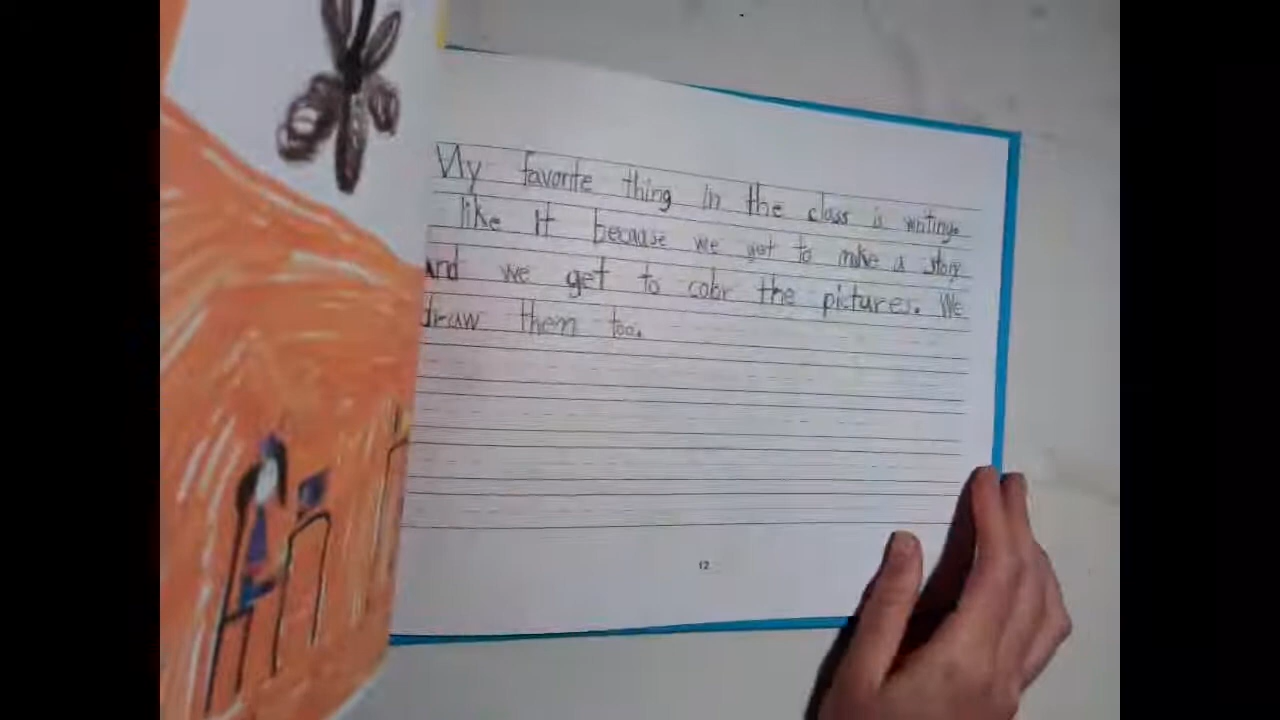 My favorite thing in the class is writing.
like it because we get to make a story
and we get to color the pictures. We
draw them too.
12